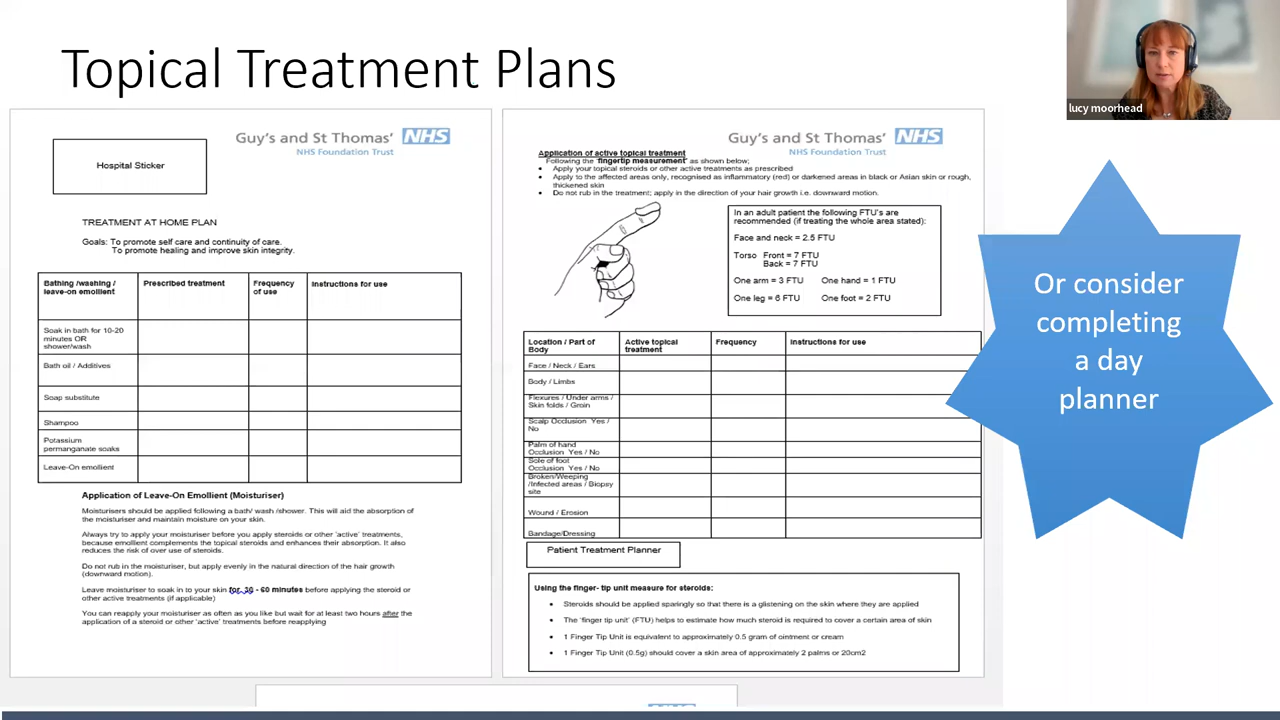 Topical Treatment Plans
lucy moorhead
Hospital Sticker
Guy's and St Thomas' NHS
NHS Foundation Trust
TREATMENT AT HOME PLAN
Goals: To promote self care and continuity of care.
To promote healing and improve skin integrity.
Bathing /washing /
leave-on emollient
Prescribed treatment
Frequency
of use
Instructions for use
Soak in bath for 10-20
minutes OR
shower/wash
Bath oil / Additives
Soap substitute
Shampoo
Potassium
permanganate soaks
Leave-On emollient
Application of Leave-On Emollient (Moisturiser)
Moisturisers should be applied following a bath/ wash /shower. This will aid the absorption of
the moisturiser and maintain moisture on your skin.
Always try to apply your moisturiser before you apply steroids or other 'active' treatments,
because emollient complements the topical steroids and enhances their absorption. It also
reduces the risk of over use of steroids.
Do not rub in the moisturiser, but apply evenly in the natural direction of the hair growth
(downward motion).
Leave moisturiser to soak in to your skin for 30 - 60 minutes before applying the steroid or
other active treatments (if applicable)
You can reapply your moisturiser as often as you like but wait for at least two hours after the
application of a steroid or other 'active' treatments before reapplying
Guy's and St Thomas' NHS
NHS Foundation Trust
Application of active topical treatment
Following the 'fingertip measurement' as shown below;
• Apply your topical steroids or other active treatments as prescribed
• Apply to the affected areas only, recognised as inflammatory (red) or darkened areas in black or Asian skin or rough,
thickened skin
• Do not rub in the treatment; apply in the direction of your hair growth i.e. downward motion.
In an adult patient the following FTU's are
recommended (if treating the whole area stated):
Face and neck = 2.5 FTU
Torso Front = 7 FTU
Back = 7 FTU
One arm = 3 FTU One hand = 1 FTU
One leg = 6 FTU One foot = 2 FTU
Location / Part of
Body
Active topical
treatment
Frequency
Instructions for use
Face / Neck / Ears
Body / Limbs
Flexures / Under arms /
Skin folds / Groin
Scalp Occlusion Yes /
No
Palm of hand
Occlusion Yes / No
Sole of foot
Occlusion Yes / No
Broken/Weeping
/Infected areas / Biopsy
site
Wound / Erosion
Bandage/Dressing
Patient Treatment Planner
Using the finger- tip unit measure for steroids:
• Steroids should be applied sparingly so that there is a glistening on the skin where they are applied
• The 'finger tip unit' (FTU) helps to estimate how much steroid is required to cover a certain area of skin
• 1 Finger Tip Unit is equivalent to approximately 0.5 gram of ointment or cream
• 1 Finger Tip Unit (0.5g) should cover a skin area of approximately 2 palms or 20cm2
Or consider
completing
a day
planner